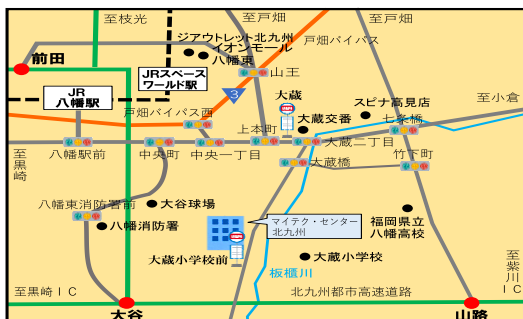 至枝光
至戸畑
至戸畑
戸畑バイパス
ジアウトレット北九州
イオンモール
八幡東
前田
山王
JRスペース
ワールド駅
JR
八幡駅
3
大蔵
スピナ高見店
至小倉
戸畑バイパス西
大蔵交番
七条橋
上本町
八幡駅前
中央町
中央一丁目
大蔵二丁目
至黒崎
大蔵橋
竹下町
八幡東消防署前
大谷球場
マイテク・センター
北九州
八幡消防署
福岡県立
八幡高校
大蔵小学校前
大蔵小学校
板櫃川
至紫川IC
至黒崎IC
北九州都市高速道路
大谷
山路